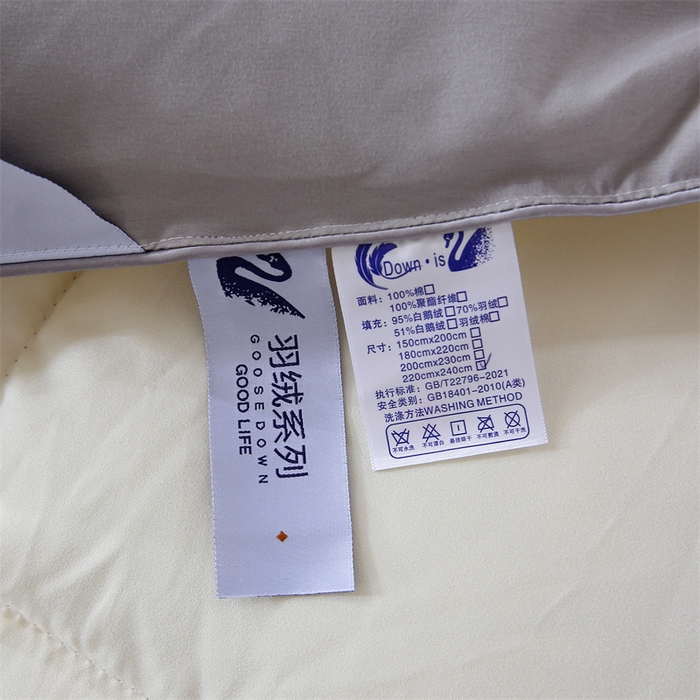 羽绒系列
GOOSE DOWN
GOOD LIFE
Down·is
面料：100%棉□
100%聚酯纤维□
填充：95%白鹅绒□70%羽绒□
51%白鹅绒□羽绒棉□
尺寸：150cmx200cm □
180cmx220cm □
200cmx230cm □
220cmx240cm ☑
执行标准：GB/T22796-2021
安全类别：GB18401-2010(A类)
洗涤方法WASHING METHOD
不可水洗 不可漂白 悬挂晾干 不可熨烫 不可干洗